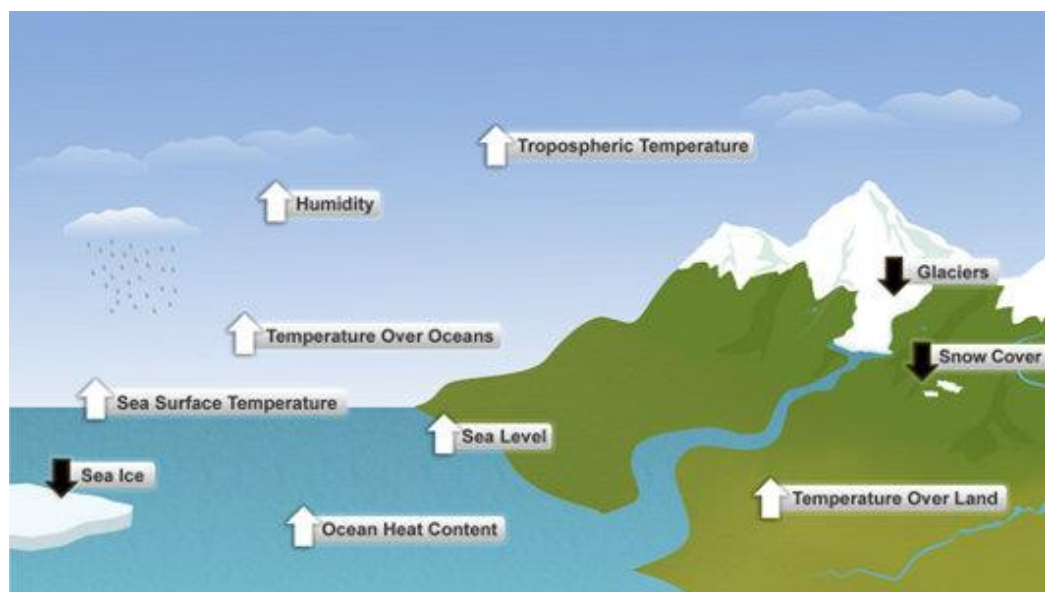 Tropospheric Temperature
Humidity
Glaciers
Temperature Over Oceans
Snow Cover
Sea Surface Temperature
Sea Level
Sea Ice
Temperature Over Land
Ocean Heat Content